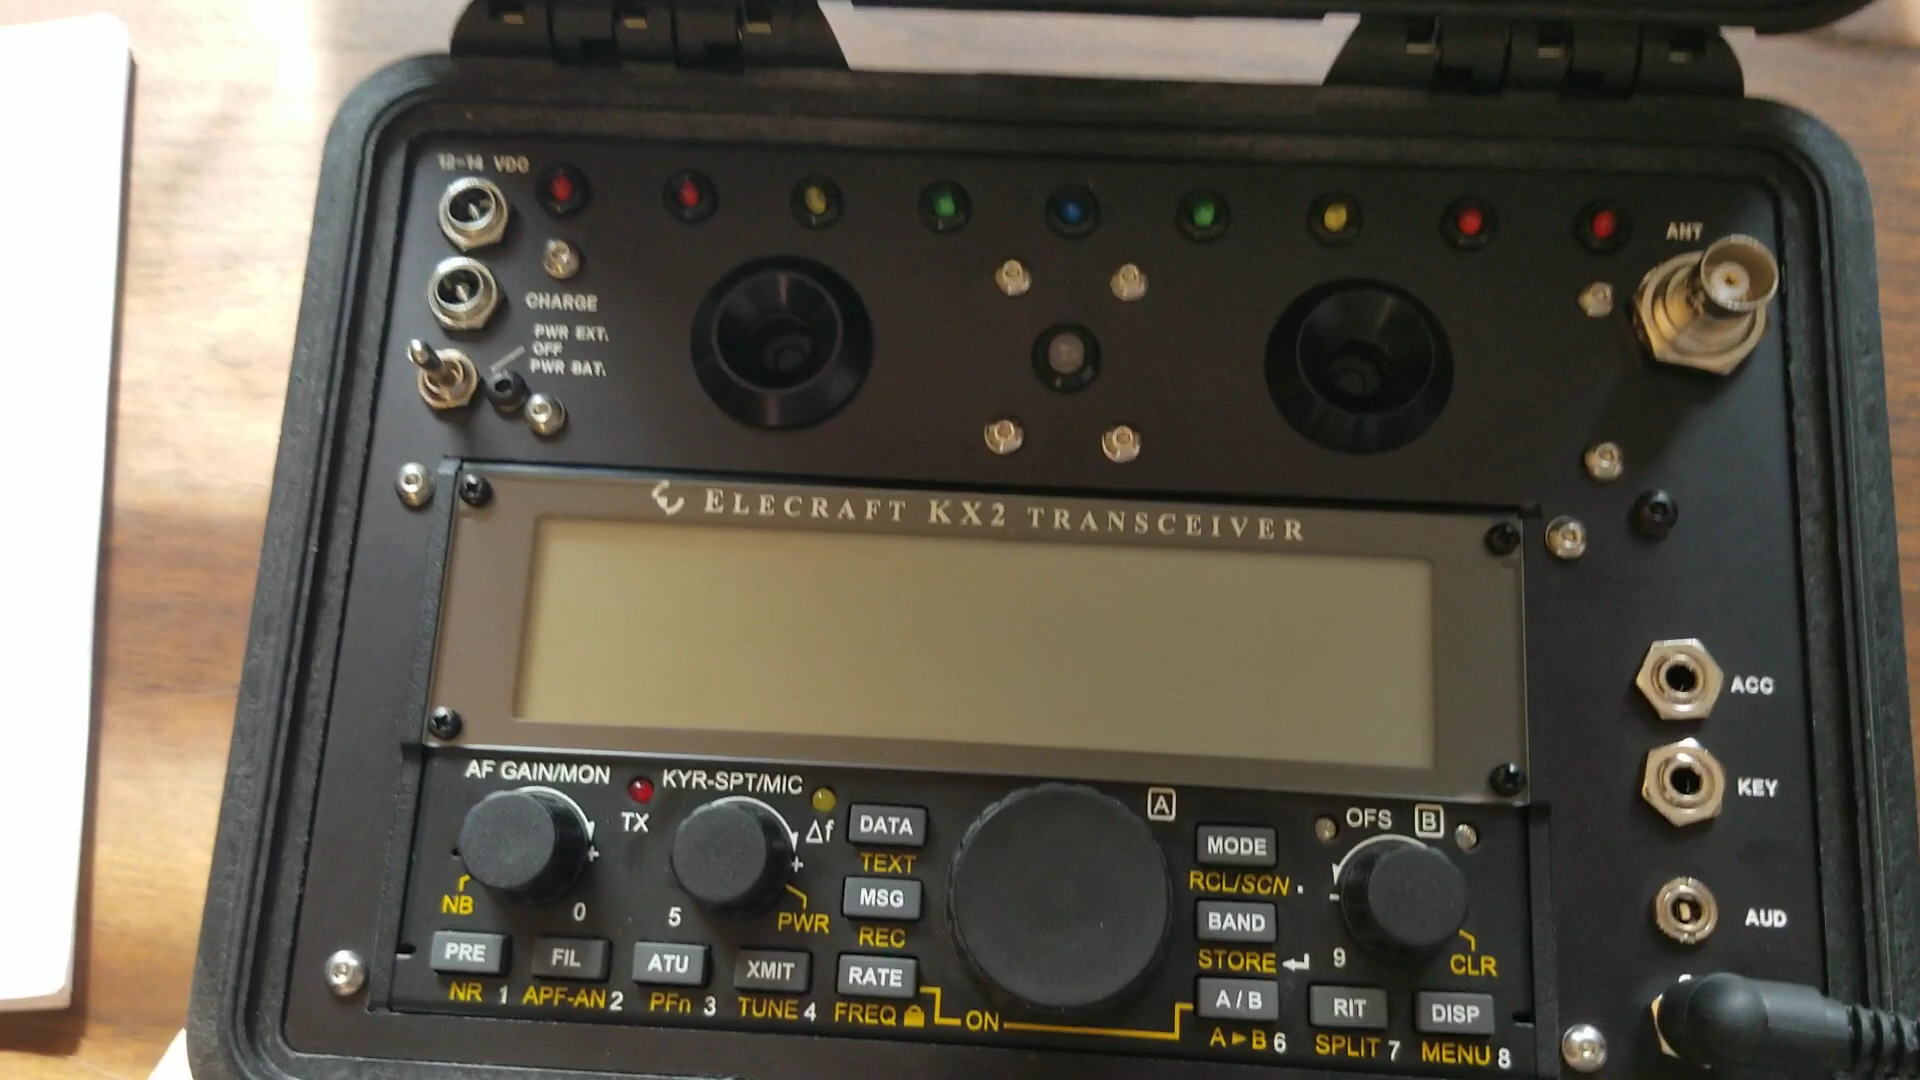 12-14 VDC
ANT
CHARGE
PWR EXT.
OFF
PWR BAT.
ELECRAFT KX2 TRANSCEIVER
ACC
KEY
AUD
AF GAIN/MON
TX
KYR-SPT/MIC
Δf
DATA
TEXT
A
MODE
RCL/SCN .
OFS
B
NB
0
+
5
+
PWR
MSG
REC
BAND
STORE
-
9
CLR
PRE
FIL
ATU
XMIT
RATE
A / B
RIT
DISP
NR 1
APF-AN 2
PFn 3
TUNE 4
FREQ
ON
A ▶ B 6
SPLIT 7
MENU 8